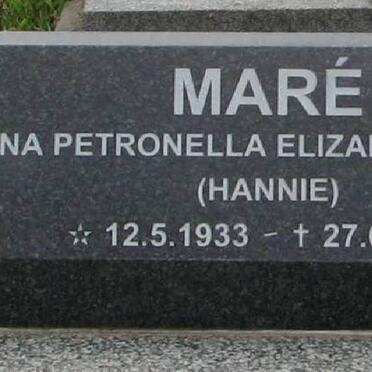 MARÉ
NA PETRONELLA ELIZA
(HANNIE)
☆ 12.5.1933 - † 27.